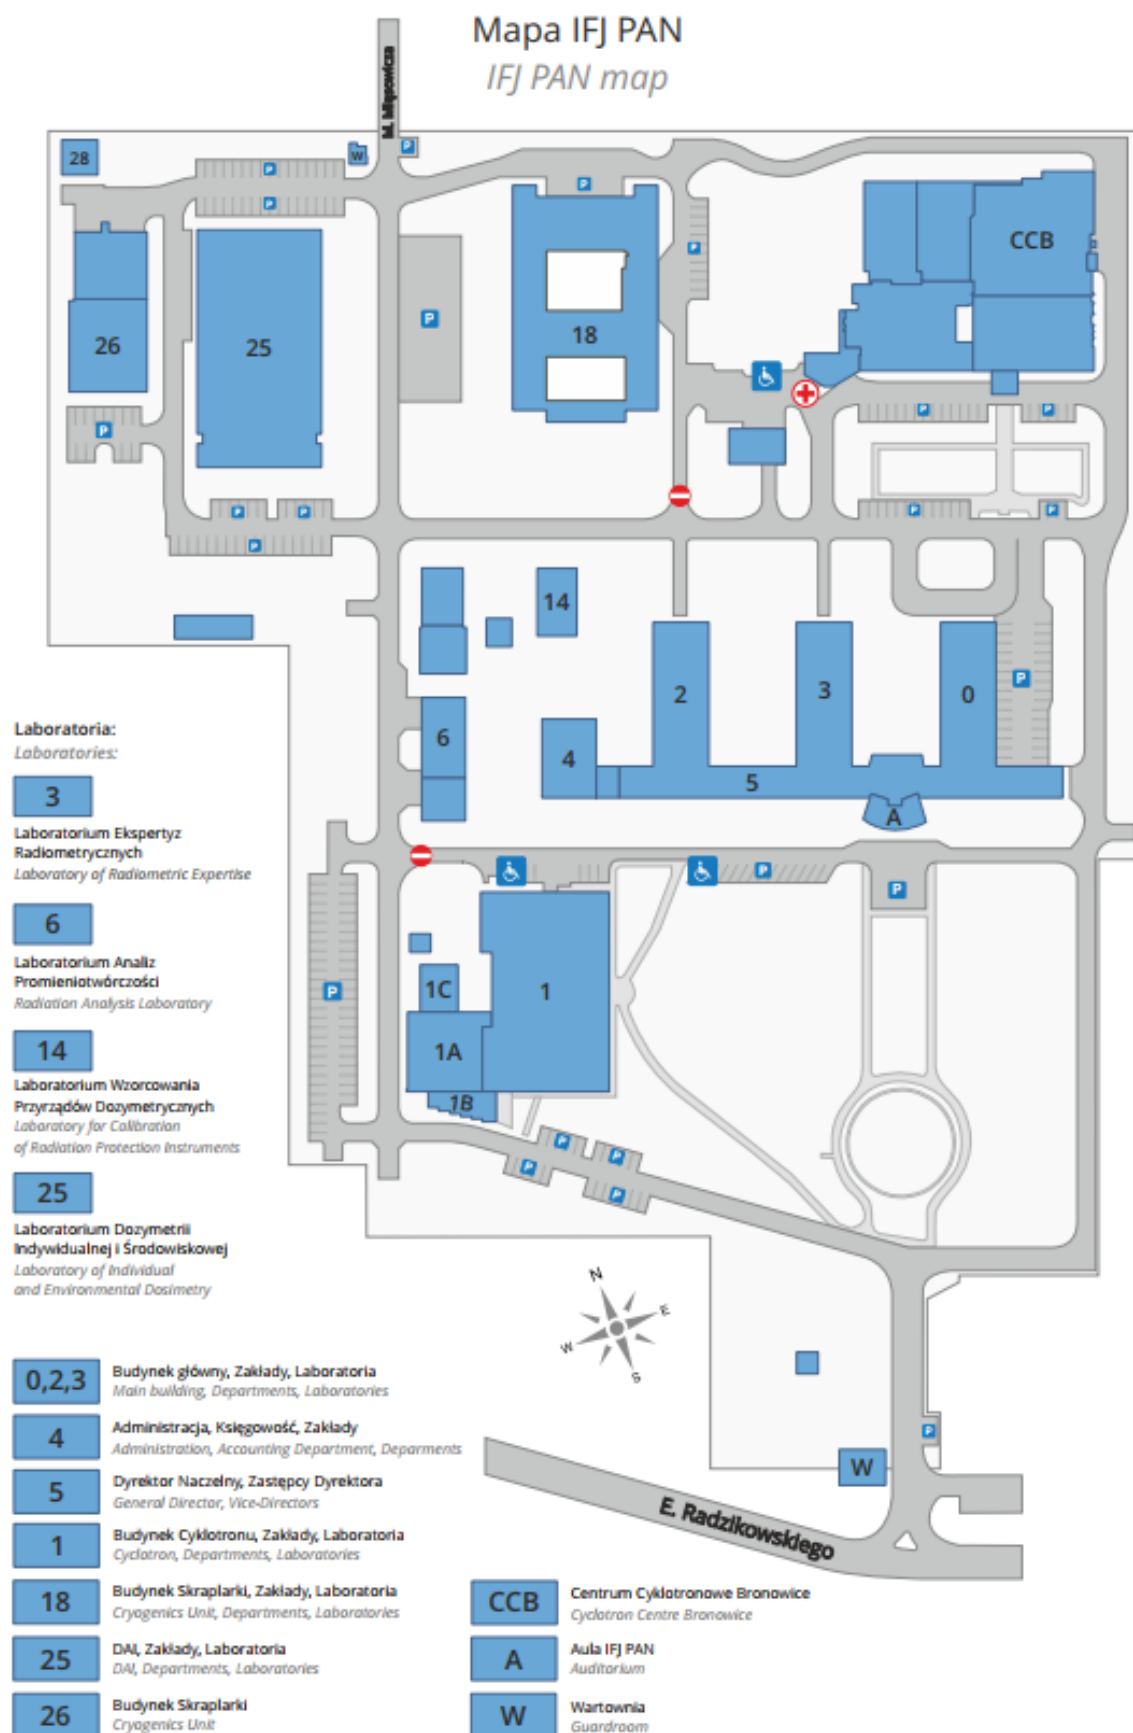 Mapa IFJ PAN
IFJ PAN map
M. Mięsowicza
28
W
P
P
P
P
P
CCB
26
25
P
18
P
P
P
P
P
P
P
P
P
14
2
3
0
P
6
4
5
A
P
P
1C
1
P
1A
1B
P
P
P
P
Laboratoria:
Laboratories:
3
Laboratorium Ekspertyz
Radiometrycznych
Laboratory of Radiometric Expertise
6
Laboratorium Analiz
Promieniotwórczości
Radiation Analysis Laboratory
14
Laboratorium Wzorcowania
Przyrządów Dozymetrycznych
Laboratory for Calibration
of Radiation Protection Instruments
25
Laboratorium Dozymetrii
Indywidualnej i Środowiskowej
Laboratory of Individual
and Environmental Dosimetry
N
E
W
S
P
W
E. Radzikowskiego
0,2,3
Budynek główny, Zakłady, Laboratoria
Main building, Departments, Laboratories
4
Administracja, Księgowość, Zakłady
Administration, Accounting Department, Deparments
5
Dyrektor Naczelny, Zastępcy Dyrektora
General Director, Vice-Directors
1
Budynek Cyklotronu, Zakłady, Laboratoria
Cyclotron, Departments, Laboratories
18
Budynek Skraplarki, Zakłady, Laboratoria
Cryogenics Unit, Departments, Laboratories
25
DAI, Zakłady, Laboratoria
DAI, Departments, Laboratories
26
Budynek Skraplarki
Cryogenics Unit
CCB
Centrum Cyklotronowe Bronowice
Cyclotron Centre Bronowice
A
Aula IFJ PAN
Auditorium
W
Wartownia
Guardroom